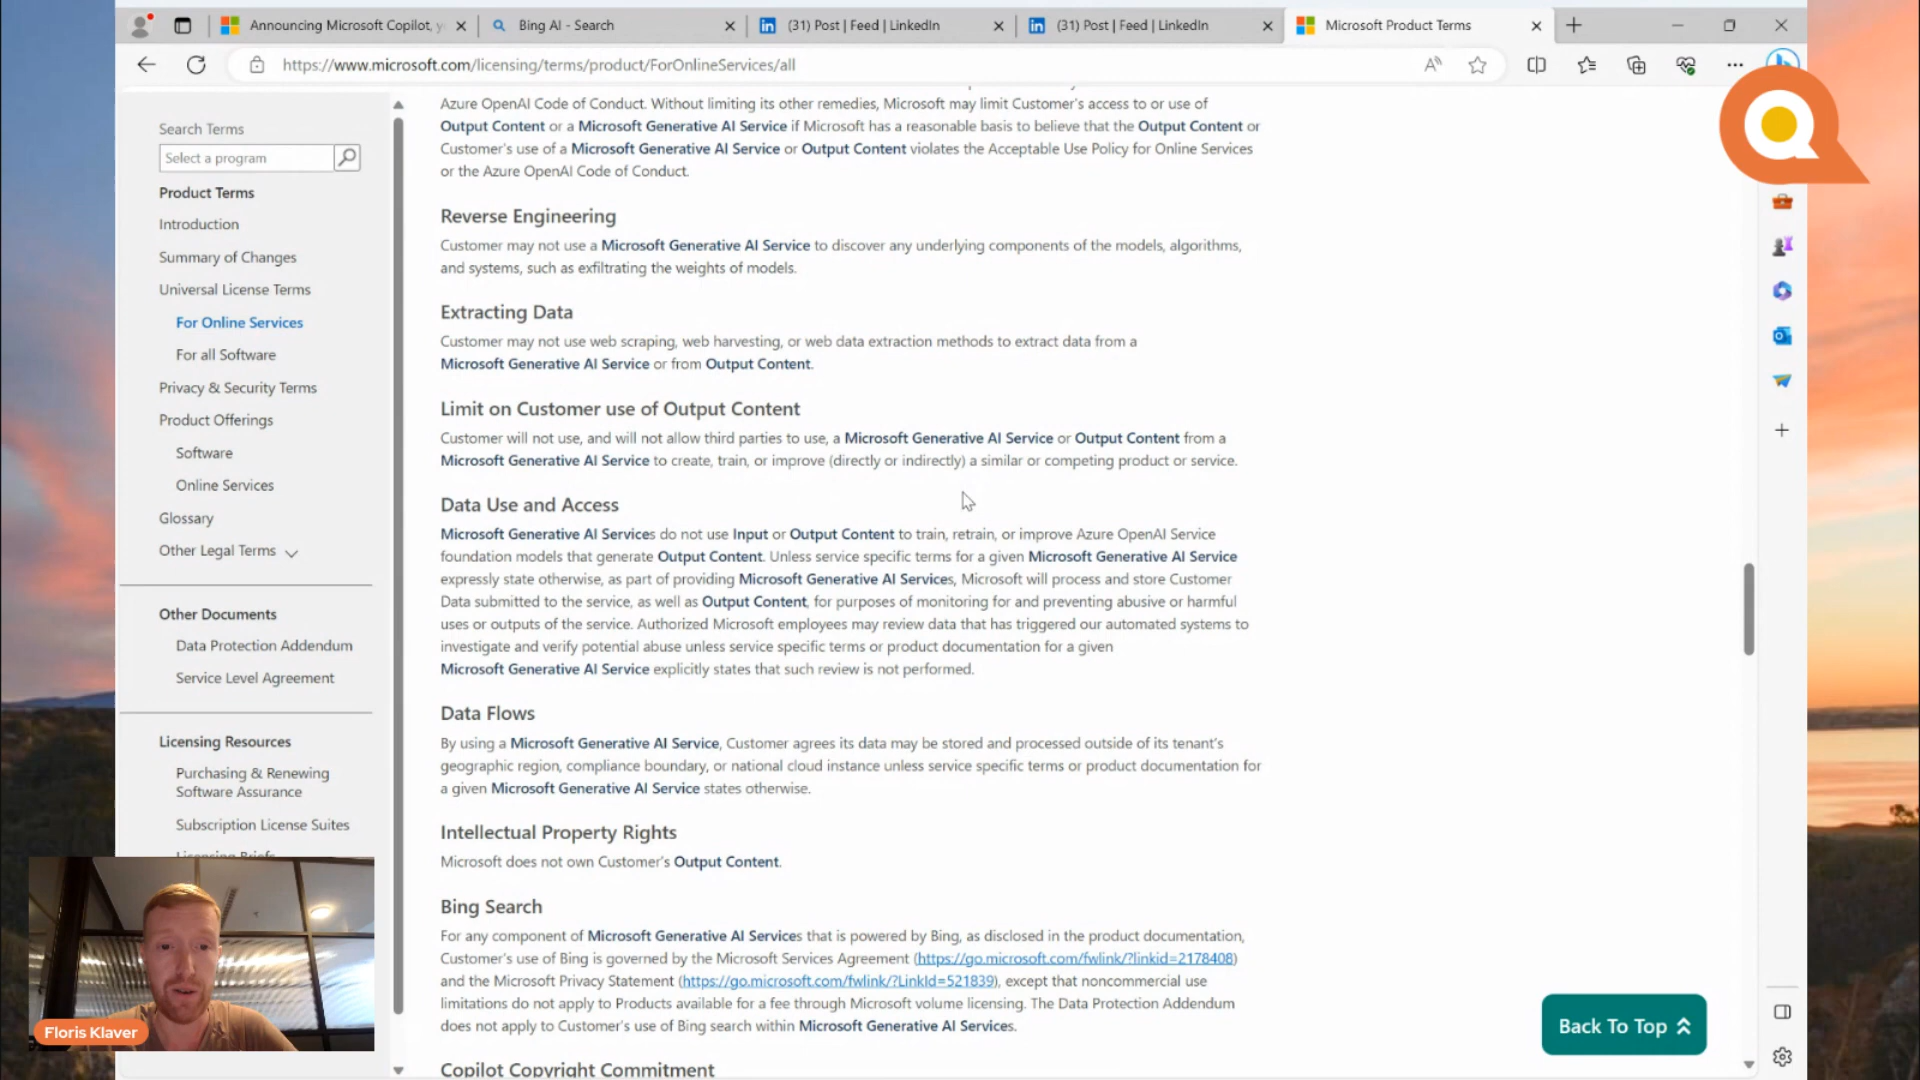 Announcing Microsoft Copilot, y
Bing AI - Search
(31) Post | Feed | LinkedIn
(31) Post | Feed | LinkedIn
Microsoft Product Terms
https://www.microsoft.com/licensing/terms/product/ForOnlineServices/all
Search Terms
Select a program
Product Terms
Introduction
Summary of Changes
Universal License Terms
For Online Services
For all Software
Privacy & Security Terms
Product Offerings
Software
Online Services
Glossary
Other Legal Terms
Other Documents
Data Protection Addendum
Service Level Agreement
Licensing Resources
Purchasing & Renewing
Software Assurance
Subscription License Suites
Licensing Briefs
Azure OpenAI Code of Conduct. Without limiting its other remedies, Microsoft may limit Customer's access to or use of
Output Content or a Microsoft Generative AI Service if Microsoft has a reasonable basis to believe that the Output Content or
Customer's use of a Microsoft Generative AI Service or Output Content violates the Acceptable Use Policy for Online Services
or the Azure OpenAI Code of Conduct.
Reverse Engineering
Customer may not use a Microsoft Generative AI Service to discover any underlying components of the models, algorithms,
and systems, such as exfiltrating the weights of models.
Extracting Data
Customer may not use web scraping, web harvesting, or web data extraction methods to extract data from a
Microsoft Generative AI Service or from Output Content.
Limit on Customer use of Output Content
Customer will not use, and will not allow third parties to use, a Microsoft Generative AI Service or Output Content from a
Microsoft Generative AI Service to create, train, or improve (directly or indirectly) a similar or competing product or service.
Data Use and Access
Microsoft Generative AI Services do not use Input or Output Content to train, retrain, or improve Azure OpenAI Service
foundation models that generate Output Content. Unless service specific terms for a given Microsoft Generative AI Service
expressly state otherwise, as part of providing Microsoft Generative AI Services, Microsoft will process and store Customer
Data submitted to the service, as well as Output Content, for purposes of monitoring for and preventing abusive or harmful
uses or outputs of the service. Authorized Microsoft employees may review data that has triggered our automated systems to
investigate and verify potential abuse unless service specific terms or product documentation for a given
Microsoft Generative AI Service explicitly states that such review is not performed.
Data Flows
By using a Microsoft Generative AI Service, Customer agrees its data may be stored and processed outside of its tenant's
geographic region, compliance boundary, or national cloud instance unless service specific terms or product documentation for
a given Microsoft Generative AI Service states otherwise.
Intellectual Property Rights
Microsoft does not own Customer's Output Content.
Bing Search
For any component of Microsoft Generative AI Services that is powered by Bing, as disclosed in the product documentation,
Customer's use of Bing is governed by the Microsoft Services Agreement (https://go.microsoft.com/fwlink/?linkid=2178408)
and the Microsoft Privacy Statement (https://go.microsoft.com/fwlink/?LinkId=521839), except that noncommercial use
limitations do not apply to Products available for a fee through Microsoft volume licensing. The Data Protection Addendum
does not apply to Customer's use of Bing search within Microsoft Generative AI Services.
Copilot Copyright Commitment
Back To Top
Floris Klaver